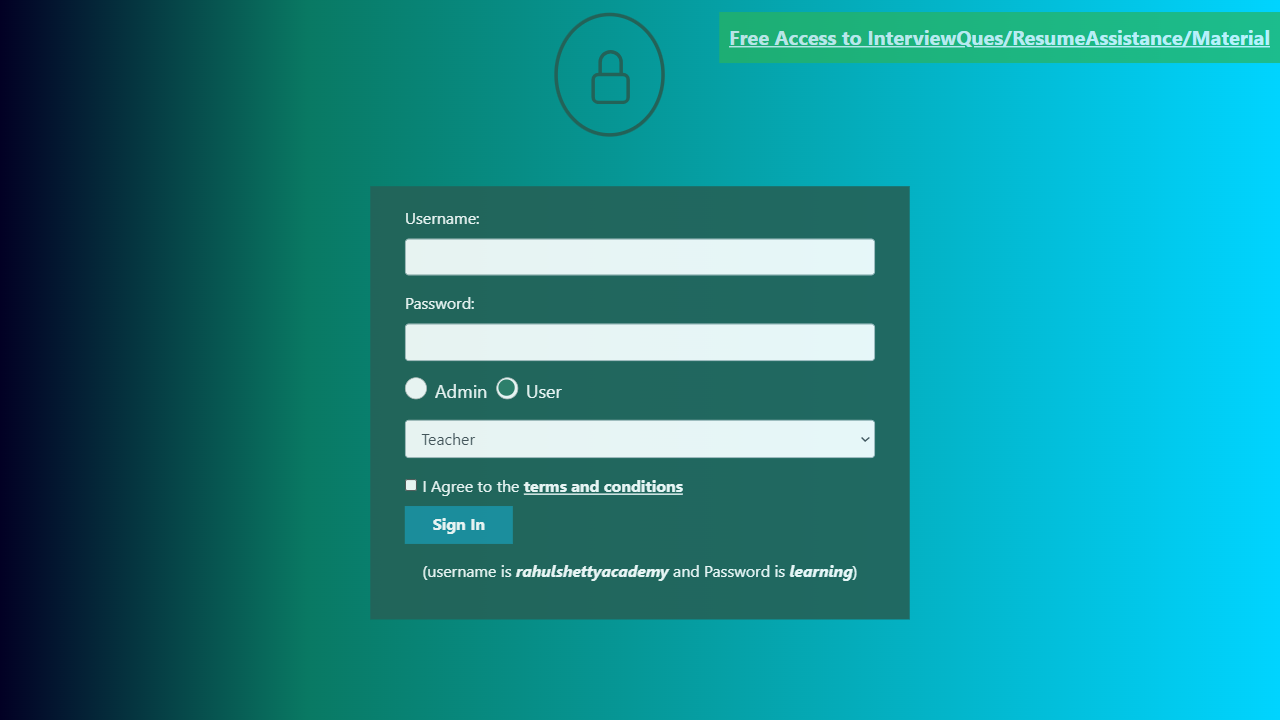 Free Access to InterviewQues/ResumeAssistance/Material
Username:
Password:
Admin User
Teacher
I Agree to the terms and conditions
Sign In
(username is rahulshettyacademy and Password is learning)